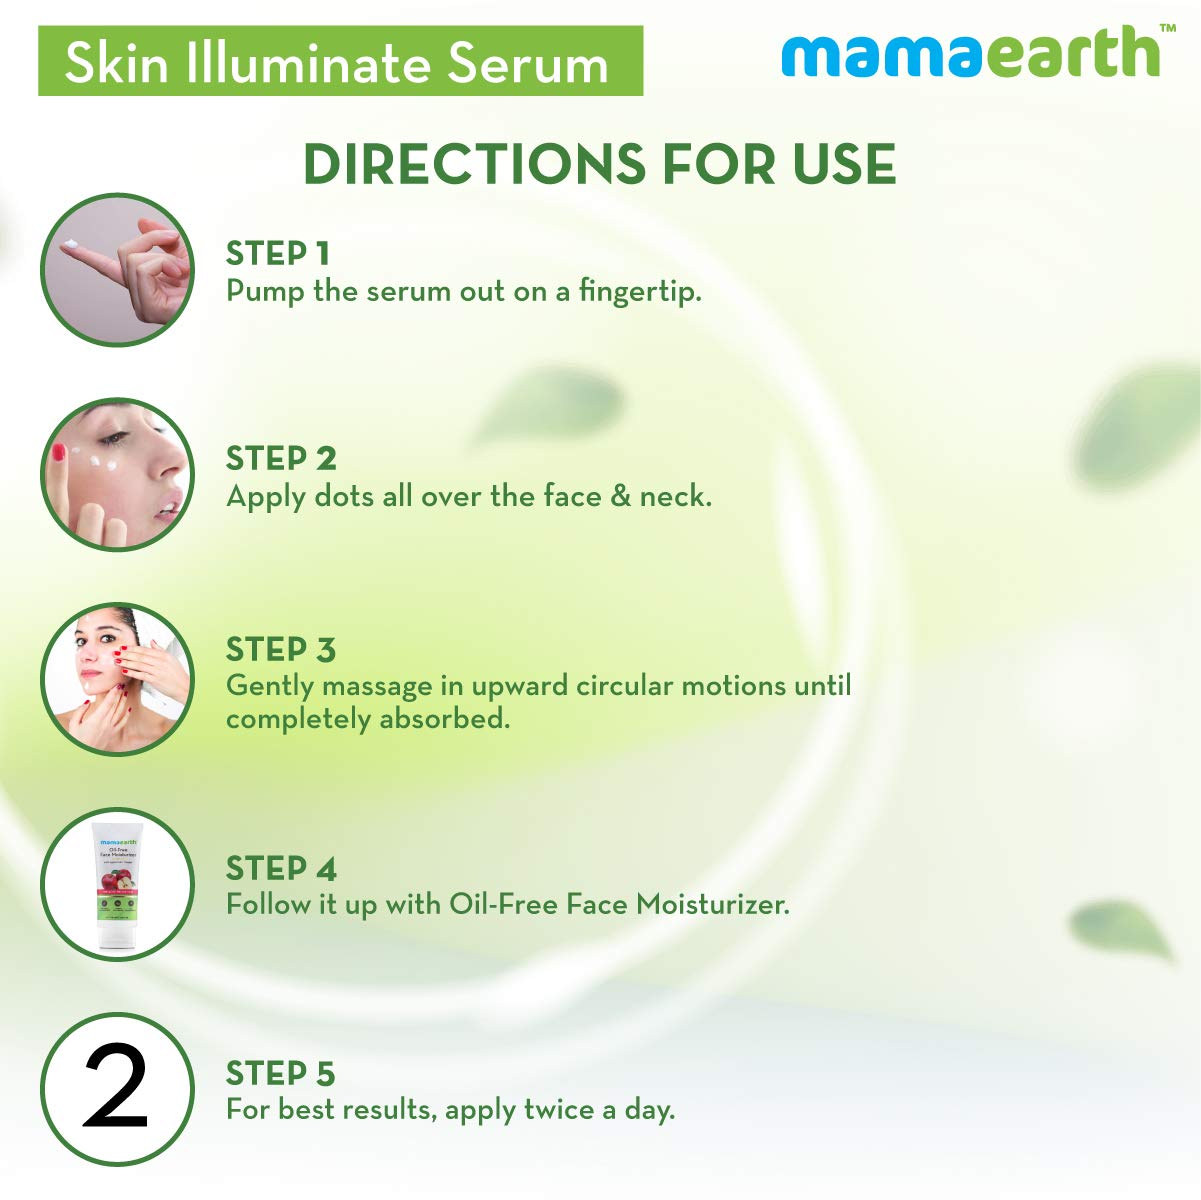 Skin Illuminate Serum
mamaearth™
DIRECTIONS FOR USE
STEP 1
Pump the serum out on a fingertip.
STEP 2
Apply dots all over the face & neck.
STEP 3
Gently massage in upward circular motions until
completely absorbed.
mamaearth
Oil-Free
Face Moisturizer
STEP 4
Follow it up with Oil-Free Face Moisturizer.
2
STEP 5
For best results, apply twice a day.